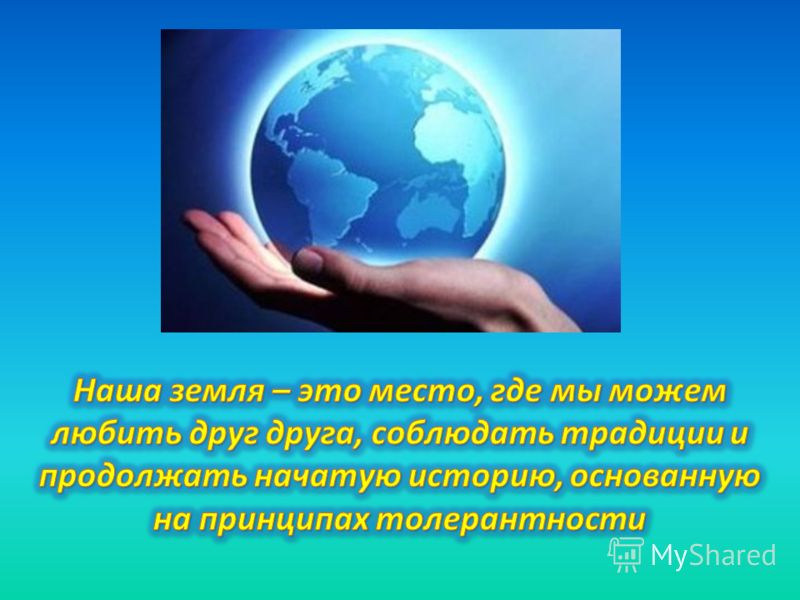 Наша земля – это место, где мы можем
любить друг друга, соблюдать традиции и
продолжать начатую историю, основанную
на принципах толерантности
MyShared